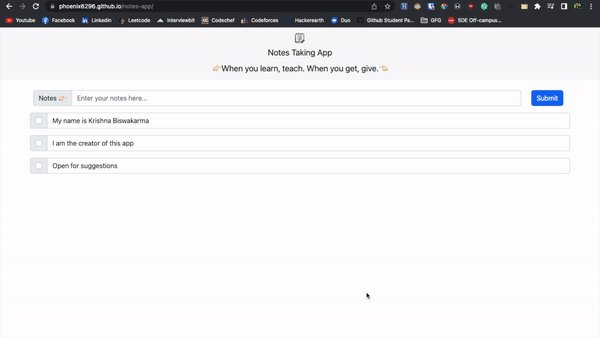 phoenix6296.github.io/notes-app/
Youtube Facebook Linkedin Leetcode Interviewbit Codechef Codeforces Hackerearth Duo Github Student Pa... GFG SDE Off-campus...
Notes Taking App
👉When you learn, teach. When you get, give.👈
Notes 👉 Enter your notes here... Submit
My name is Krishna Biswakarma
I am the creator of this app
Open for suggestions